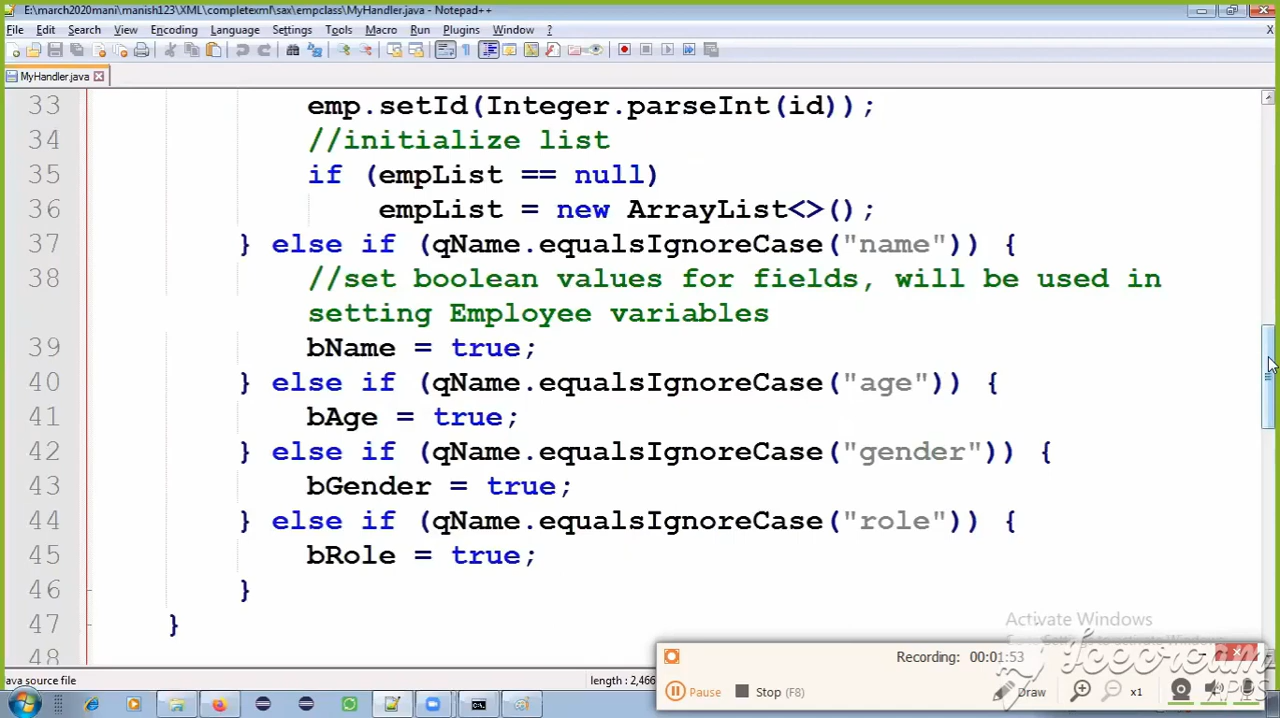 E:\march2020mani\manish123\XML\completexml\sax\empclass\MyHandler.java - Notepad++
File Edit Search View Encoding Language Settings Tools Macro Run Plugins Window ? X
MyHandler.java
33 emp.setId(Integer.parseInt(id));
34 //initialize list
35 if (empList == null)
36 empList = new ArrayList<>();
37 } else if (qName.equalsIgnoreCase("name")) {
38 //set boolean values for fields, will be used in
setting Employee variables
39 bName = true;
40 } else if (qName.equalsIgnoreCase("age")) {
41 bAge = true;
42 } else if (qName.equalsIgnoreCase("gender")) {
43 bGender = true;
44 } else if (qName.equalsIgnoreCase("role")) {
45 bRole = true;
46 }
47 }
48
Activate Windows
Recording: 00:01:53
Pause Stop (F8) Draw x1
Icecream
APPS
ava source file length : 2,466